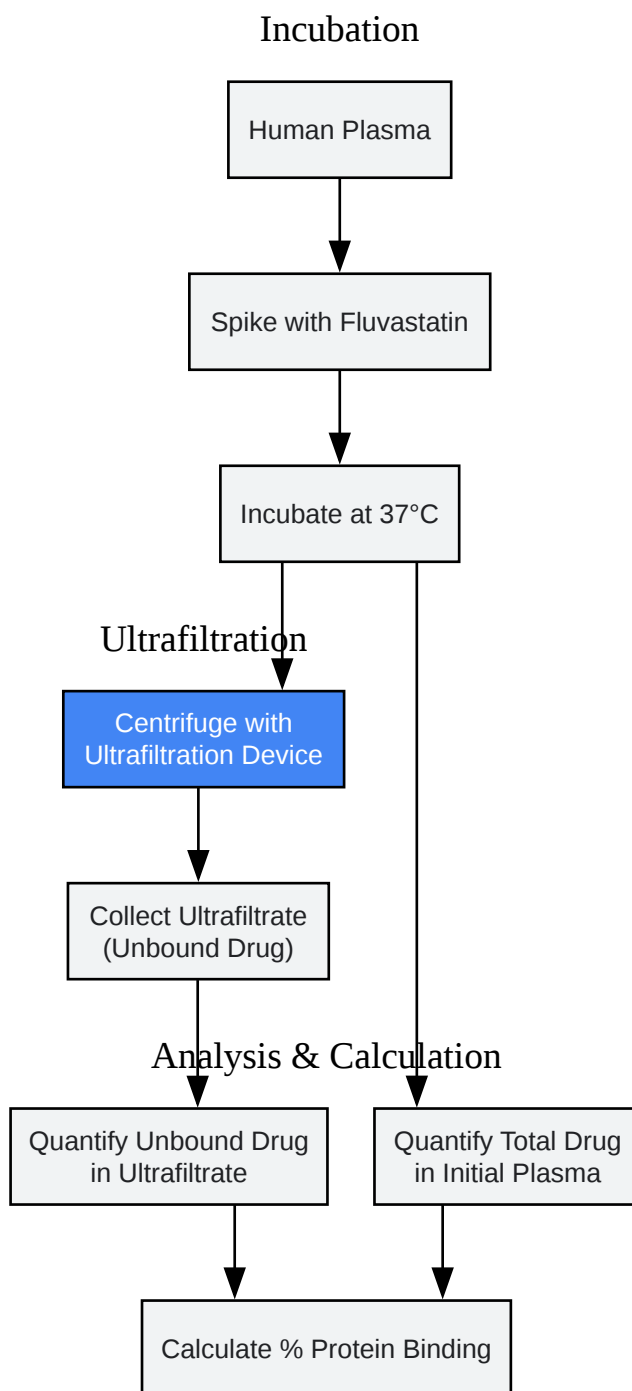 Incubation
Human Plasma
Spike with Fluvastatin
Incubate at 37°C
Ultrafiltration
Centrifuge with
Ultrafiltration Device
Collect Ultrafiltrate
(Unbound Drug)
Analysis & Calculation
Quantify Unbound Drug
in Ultrafiltrate
Quantify Total Drug
in Initial Plasma
Calculate % Protein Binding